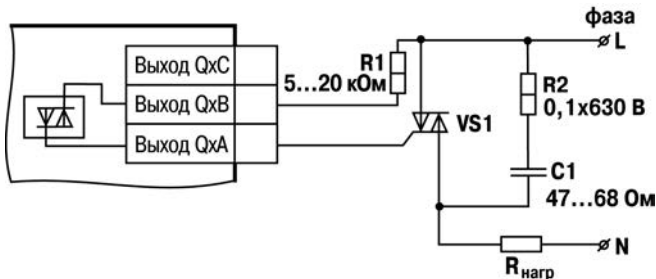 фаза
L
Выход QxC
Выход QxB
Выход QxA
R1
5...20 кОм
VS1
R2
0,1х630 В
C1
47...68 Ом
Rнагр
N